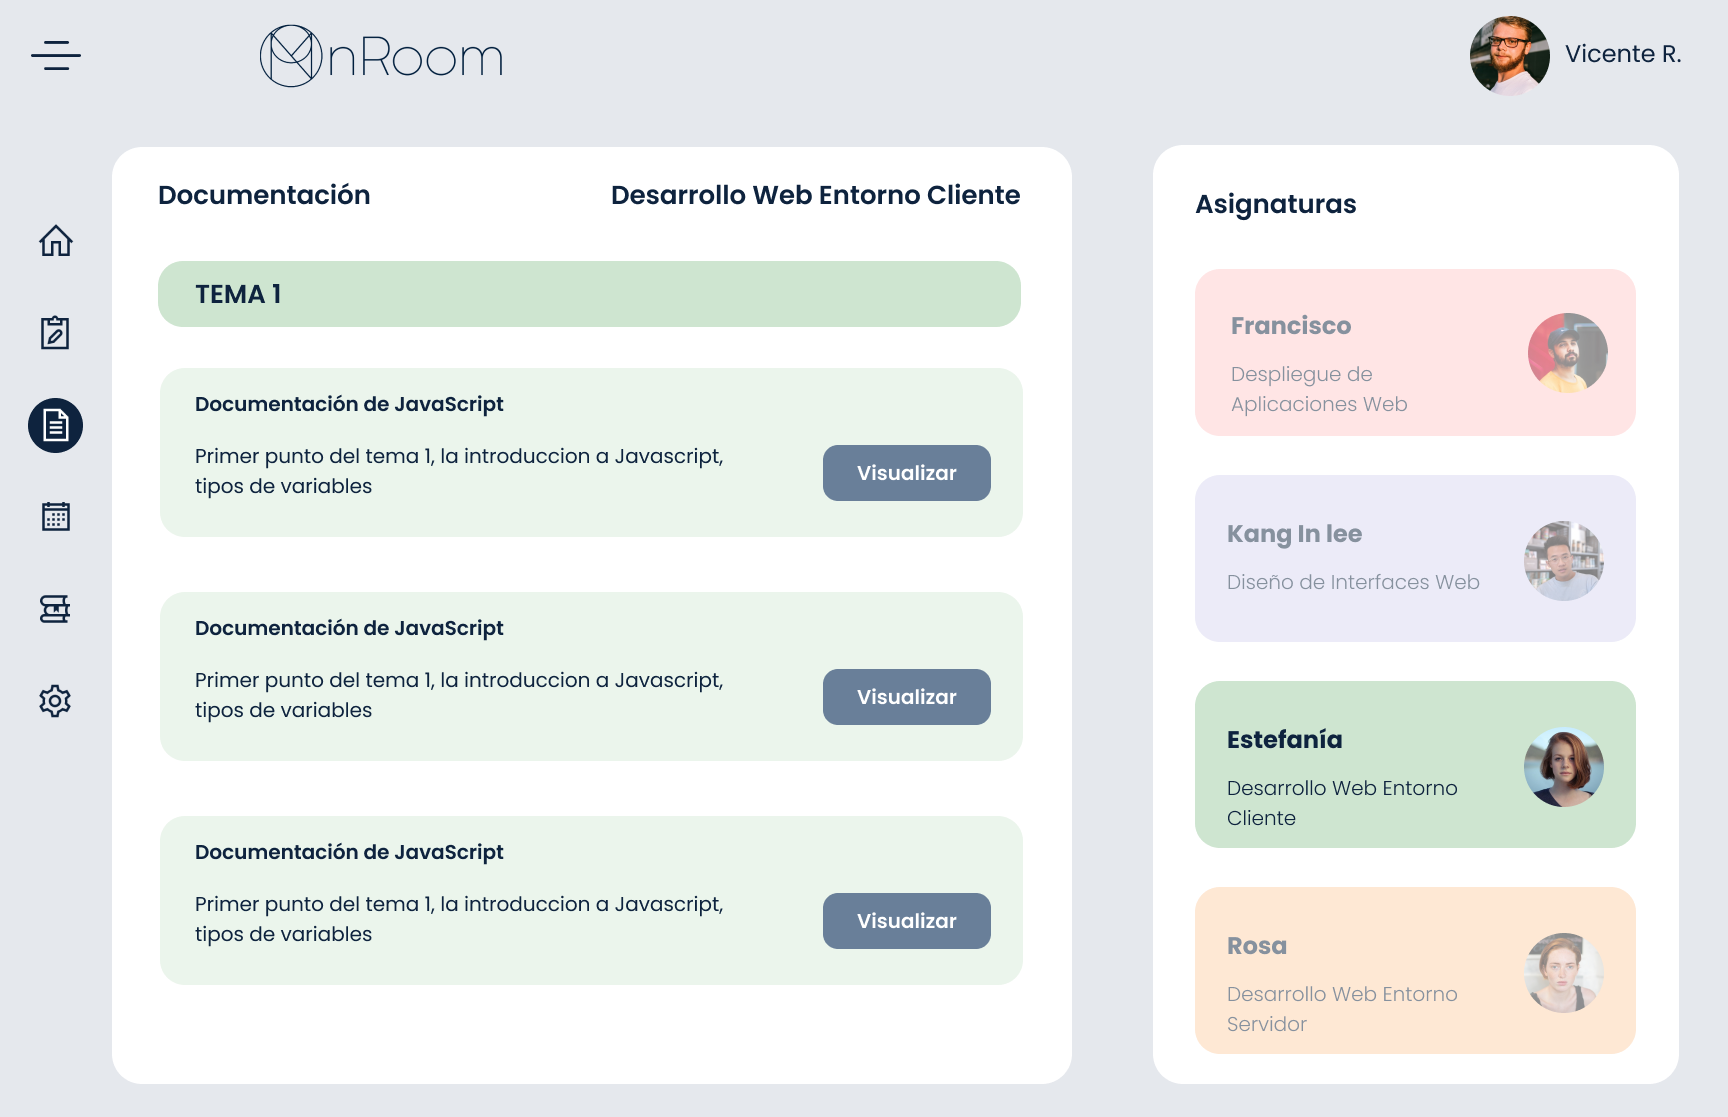 OnRoom
Vicente R.
Documentación
Desarrollo Web Entorno Cliente
TEMA 1
Documentación de JavaScript
Primer punto del tema 1, la introduccion a Javascript,
tipos de variables
Visualizar
Documentación de JavaScript
Primer punto del tema 1, la introduccion a Javascript,
tipos de variables
Visualizar
Documentación de JavaScript
Primer punto del tema 1, la introduccion a Javascript,
tipos de variables
Visualizar
Asignaturas
Francisco
Despliegue de
Aplicaciones Web
Kang In lee
Diseño de Interfaces Web
Estefanía
Desarrollo Web Entorno
Cliente
Rosa
Desarrollo Web Entorno
Servidor